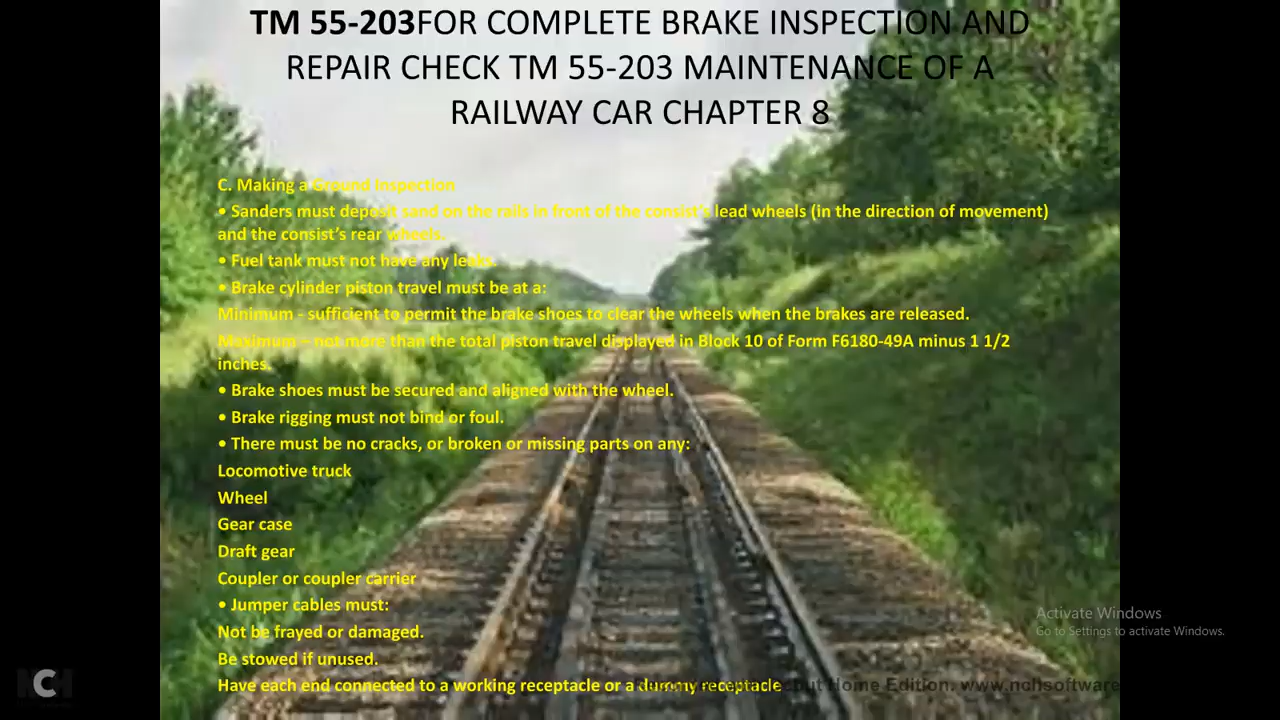 TM 55-203FOR COMPLETE BRAKE INSPECTION AND
REPAIR CHECK TM 55-203 MAINTENANCE OF A
RAILWAY CAR CHAPTER 8
C. Making a Ground Inspection
• Sanders must deposit sand on the rails in front of the consist's lead wheels (in the direction of movement)
and the consist's rear wheels.
• Fuel tank must not have any leaks.
• Brake cylinder piston travel must be at a:
Minimum - sufficient to permit the brake shoes to clear the wheels when the brakes are released.
Maximum – not more than the total piston travel displayed in Block 10 of Form F6180-49A minus 1 1/2
inches.
• Brake shoes must be secured and aligned with the wheel.
• Brake rigging must not bind or foul.
• There must be no cracks, or broken or missing parts on any:
Locomotive truck
Wheel
Gear case
Draft gear
Coupler or coupler carrier
• Jumper cables must:
Not be frayed or damaged.
Be stowed if unused.
Have each end connected to a working receptacle or a dummy receptacle
Home Edition. www.nchsoftware
Activate Windows
Go to Settings to activate Windows.
NCH